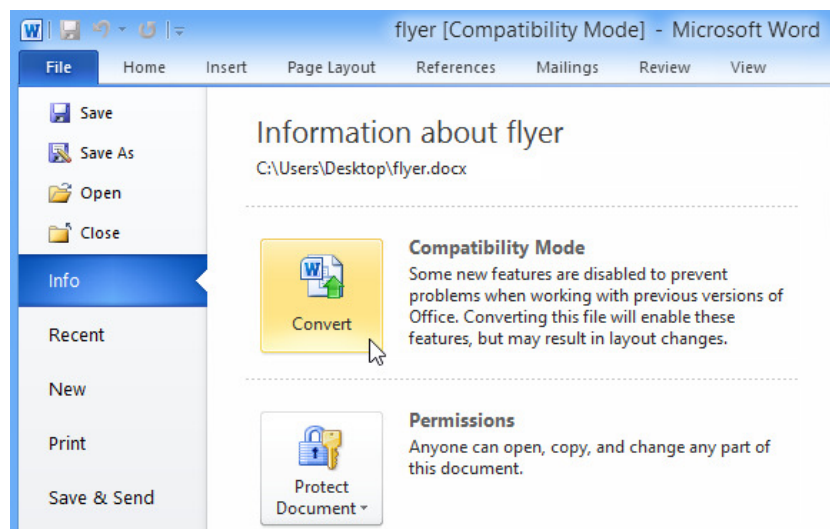 flyer [Compatibility Mode] - Microsoft Word
File Home Insert Page Layout References Mailings Review View
Save
Save As
Open
Close
Info
Recent
New
Print
Save & Send
Information about flyer
C:\Users\Desktop\flyer.docx
Convert
Compatibility Mode
Some new features are disabled to prevent
problems when working with previous versions of
Office. Converting this file will enable these
features, but may result in layout changes.
Protect
Document
Permissions
Anyone can open, copy, and change any part of
this document.